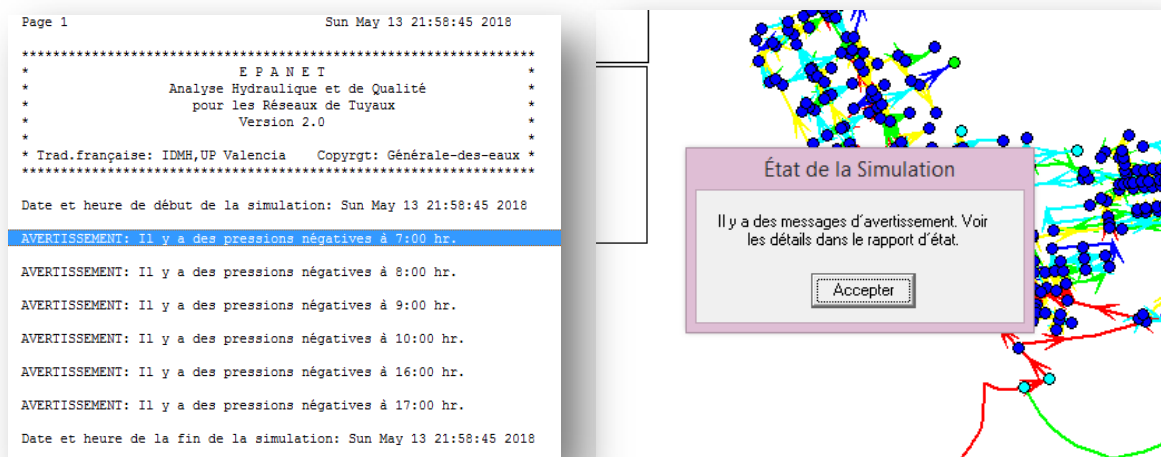 Page 1 Sun May 13 21:58:45 2018
******************************************************************
* E P A N E T *
* Analyse Hydraulique et de Qualité *
* pour les Réseaux de Tuyaux *
* Version 2.0 *
* *
* Trad.française: IDMH,UP Valencia Copyrgt: Générale-des-eaux *
******************************************************************
Date et heure de début de la simulation: Sun May 13 21:58:45 2018
AVERTISSEMENT: Il y a des pressions négatives à 7:00 hr.
AVERTISSEMENT: Il y a des pressions négatives à 8:00 hr.
AVERTISSEMENT: Il y a des pressions négatives à 9:00 hr.
AVERTISSEMENT: Il y a des pressions négatives à 10:00 hr.
AVERTISSEMENT: Il y a des pressions négatives à 16:00 hr.
AVERTISSEMENT: Il y a des pressions négatives à 17:00 hr.
Date et heure de la fin de la simulation: Sun May 13 21:58:45 2018
État de la Simulation
Il y a des messages d´avertissement. Voir
les détails dans le rapport d´état.
Accepter